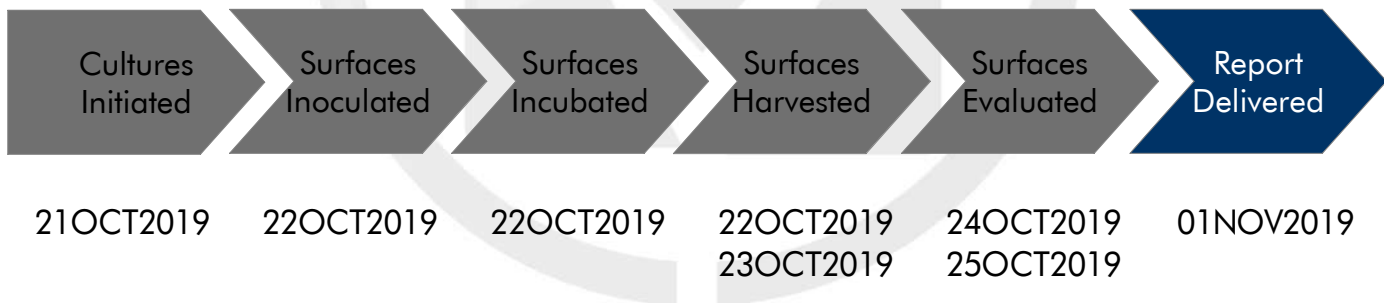 Cultures
Initiated
Surfaces
Inoculated
Surfaces
Incubated
Surfaces
Harvested
Surfaces
Evaluated
Report
Delivered
21OCT2019
22OCT2019
22OCT2019
22OCT2019
23OCT2019
24OCT2019
25OCT2019
01NOV2019